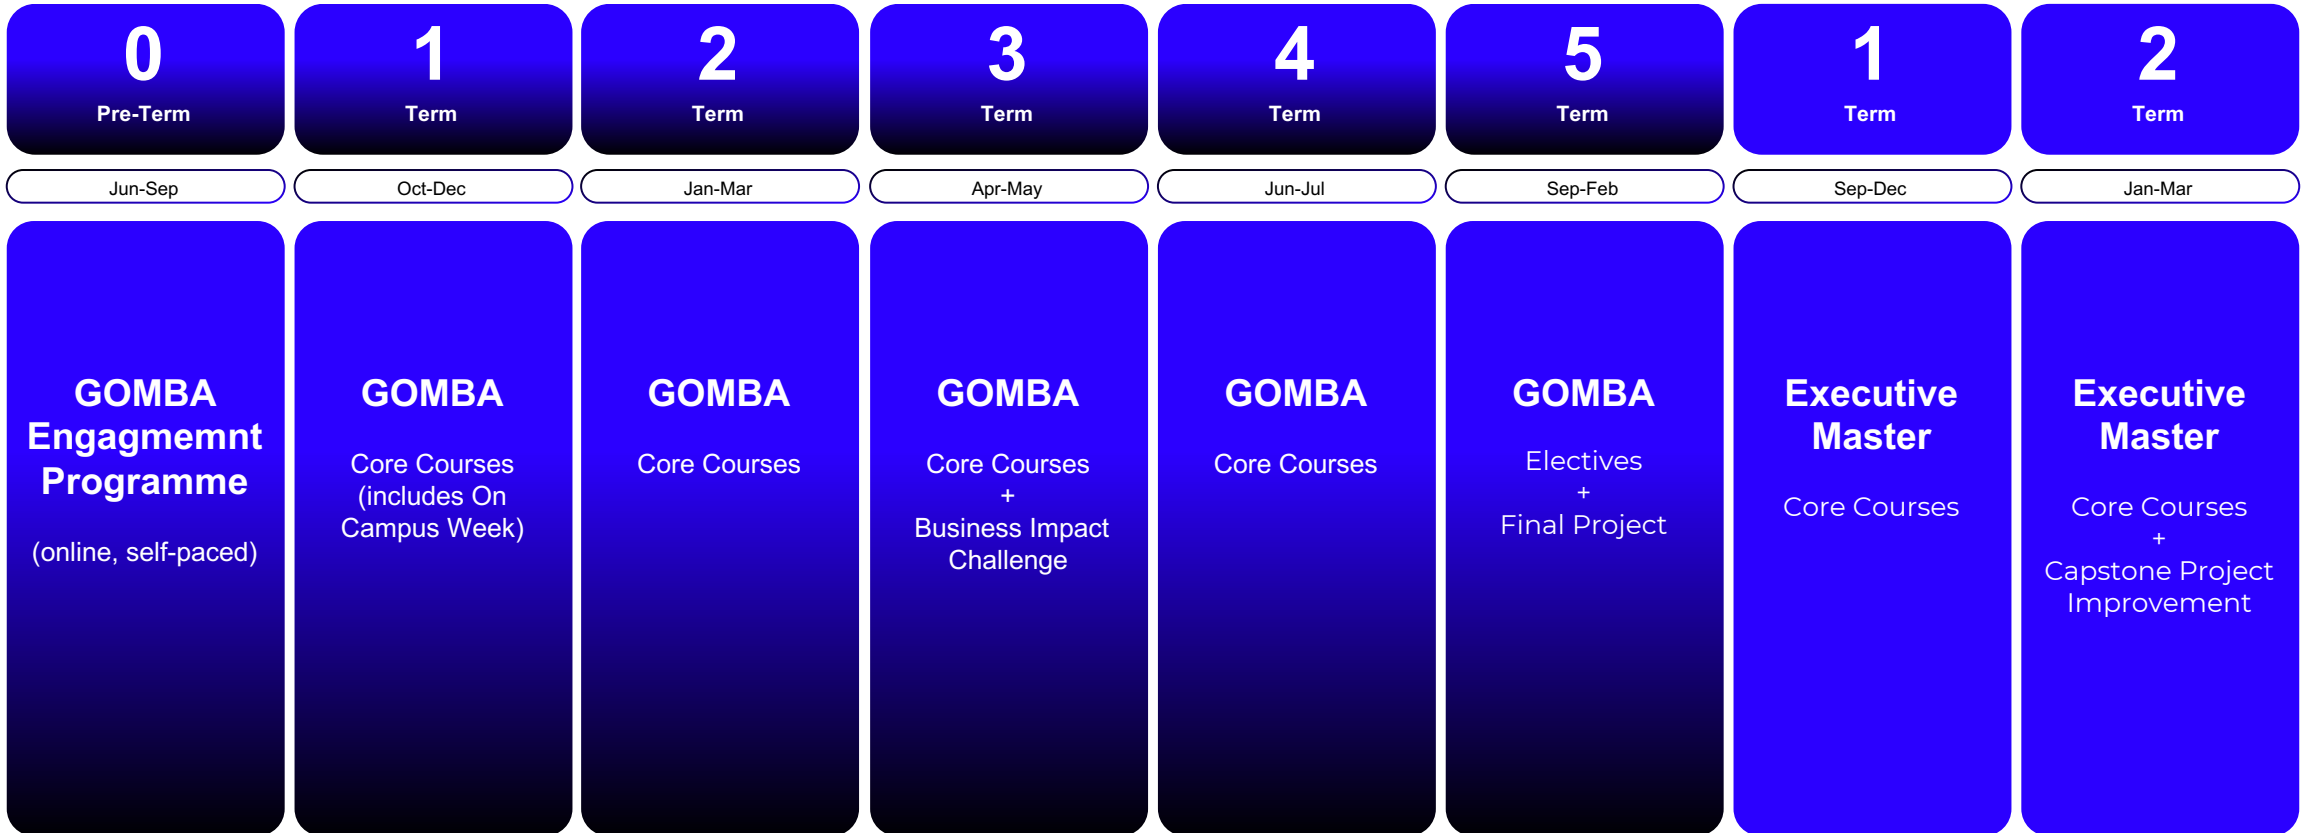 0
Pre-Term
1
Term
2
Term
3
Term
4
Term
5
Term
1
Term
2
Term
Jun-Sep
Oct-Dec
Jan-Mar
Apr-May
Jun-Jul
Sep-Feb
Sep-Dec
Jan-Mar
GOMBA
Engagmemnt
Programme
(online, self-paced)
GOMBA
Core Courses
(includes On
Campus Week)
GOMBA
Core Courses
GOMBA
Core Courses
+
Business Impact
Challenge
GOMBA
Core Courses
GOMBA
Electives
+
Final Project
Executive
Master
Core Courses
Executive
Master
Core Courses
+
Capstone Project
Improvement